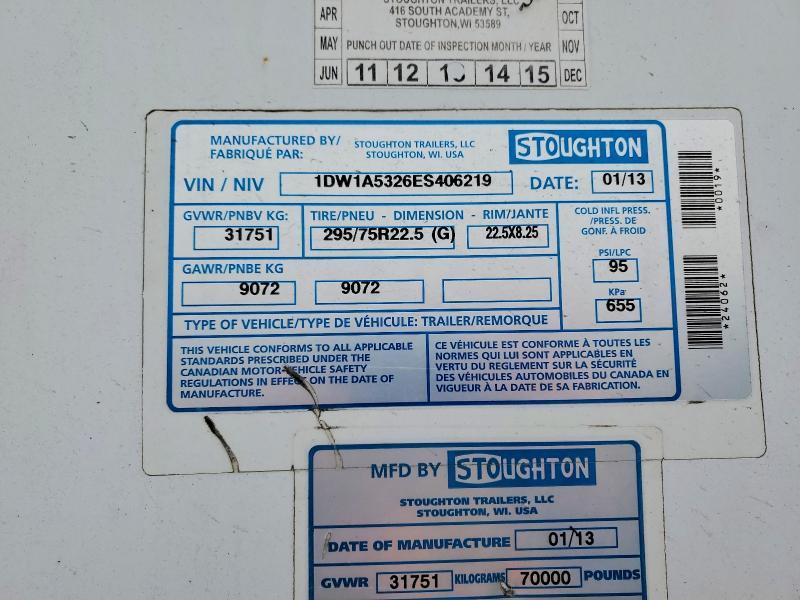 STOUGHTON TRAILERS, LLC
APR 416 SOUTH ACADEMY ST, OCT
STOUGHTON, WI 53589
MAY PUNCH OUT DATE OF INSPECTION MONTH / YEAR NOV
JUN 11 12 13 14 15 DEC
MANUFACTURED BY/ STOUGHTON TRAILERS, LLC STOUGHTON
FABRIQUÉ PAR: STOUGHTON, WI. USA
VIN / NIV 1DW1A5326ES406219 DATE: 01/13
*0019*
GVWR/PNBV KG: TIRE/PNEU - DIMENSION - RIM/JANTE
31751 295/75R22.5 (G) 22.5X8.25
COLD INFL PRESS.
/PRESS. DE
GONF. À FROID
PSI/LPC
95
KPa
655
GAWR/PNBE KG
9072 9072
*24062*
TYPE OF VEHICLE/TYPE DE VÉHICULE: TRAILER/REMORQUE
THIS VEHICLE CONFORMS TO ALL APPLICABLE
STANDARDS PRESCRIBED UNDER THE
CANADIAN MOTOR VEHICLE SAFETY
REGULATIONS IN EFFECT ON THE DATE OF
MANUFACTURE.
CE VÉHICULE EST CONFORME À TOUTES LES
NORMES QUI LUI SONT APPLICABLES EN
VERTU DU REGLEMENT SUR LA SÉCURITÉ
DES VÉHICULES AUTOMOBILES DU CANADA EN
VIGUEUR À LA DATE DE SA FABRICATION.
MFD BY STOUGHTON
STOUGHTON TRAILERS, LLC
STOUGHTON, WI. USA
DATE OF MANUFACTURE 01/13
GVWR 31751 KILOGRAMS 70000 POUNDS